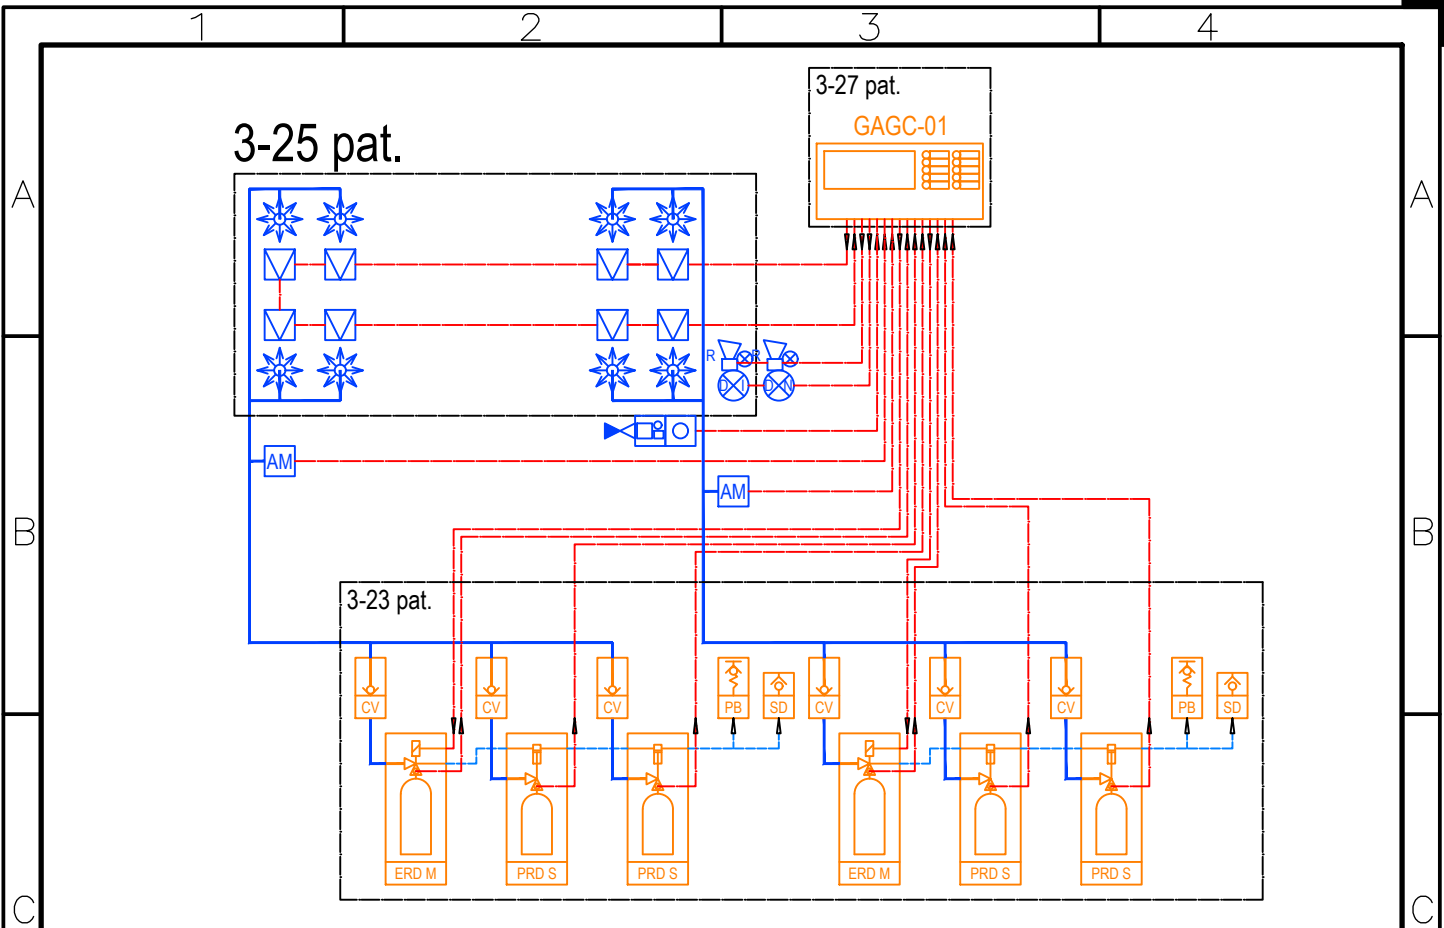 1 2 3 4
3-27 pat.
GAGC-01
3-25 pat.
A A
R R
D I D N
AM
AM
B B
3-23 pat.
CV CV CV PB SD CV CV CV PB SD
ERD M PRD S PRD S ERD M PRD S PRD S
C C